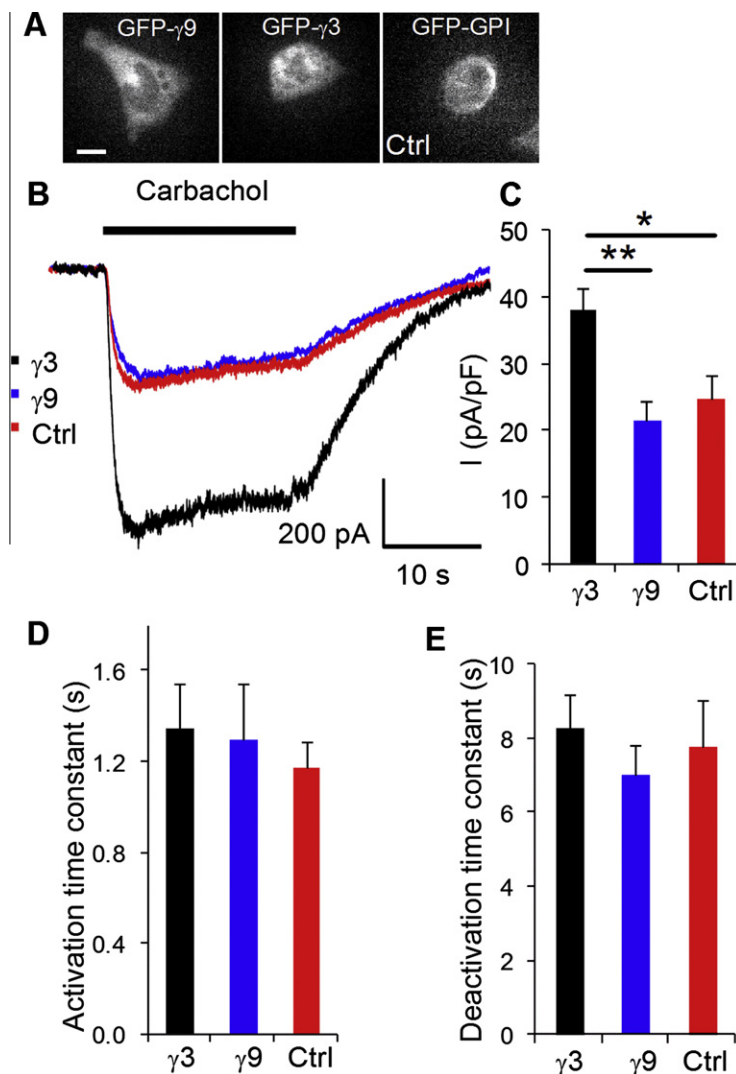 A
GFP-γ9
GFP-γ3
GFP-GPI
Ctrl
B
Carbachol
γ3
γ9
Ctrl
200 pA
10 s
C
I (pA/pF)
50
40
30
20
10
0
*
**
γ3 γ9 Ctrl
D
Activation time constant (s)
1.6
1.2
0.8
0.4
0.0
γ3 γ9 Ctrl
E
Deactivation time constant (s)
10
8
6
4
2
0
γ3 γ9 Ctrl